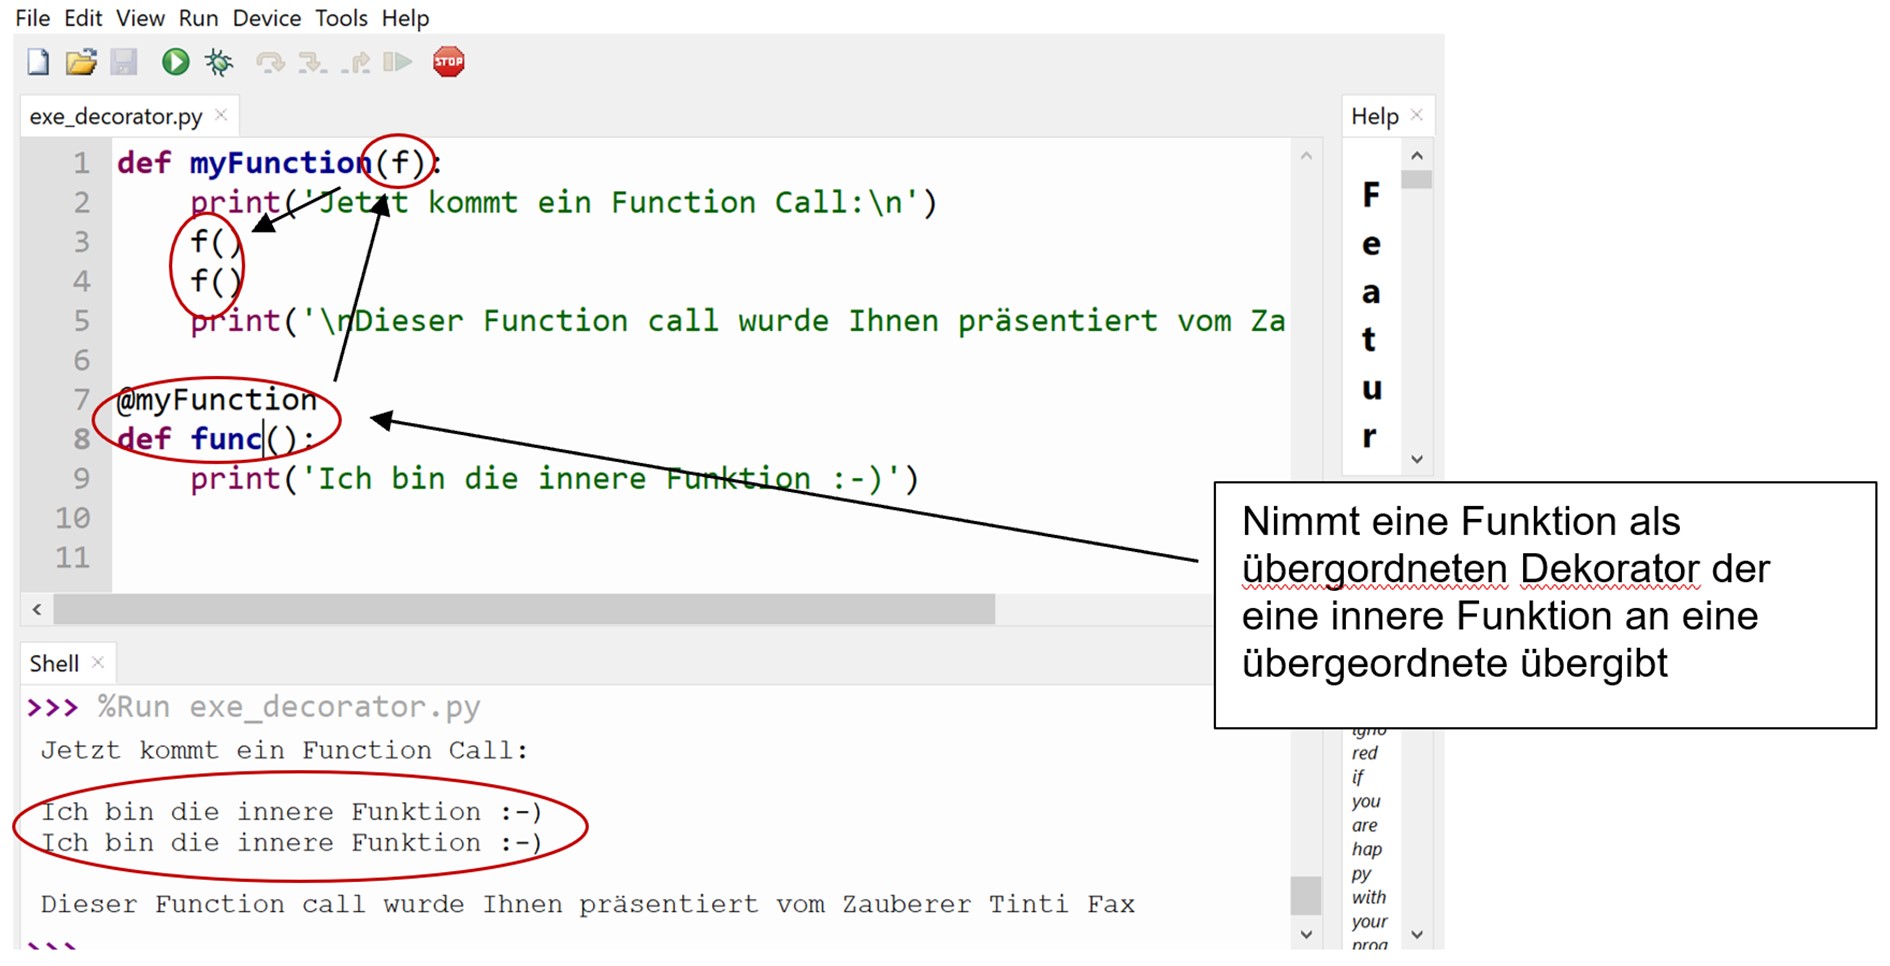 File Edit View Run Device Tools Help
STOP
exe_decorator.py ×
Help ×
1 def myFunction(f):
2 print('Jetzt kommt ein Function Call:\n')
3 f()
4 f()
5 print('\nDieser Function call wurde Ihnen präsentiert vom Za
6
7 @myFunction
8 def func():
9 print('Ich bin die innere Funktion :-)')
10
11
F
e
a
t
u
r
Nimmt eine Funktion als
übergordneten Dekorator der
eine innere Funktion an eine
übergeordnete übergibt
Shell ×
>>> %Run exe_decorator.py
Jetzt kommt ein Function Call:
Ich bin die innere Funktion :-)
Ich bin die innere Funktion :-)
Dieser Function call wurde Ihnen präsentiert vom Zauberer Tinti Fax
>>>
red
if
you
are
hap
py
with
your
prog